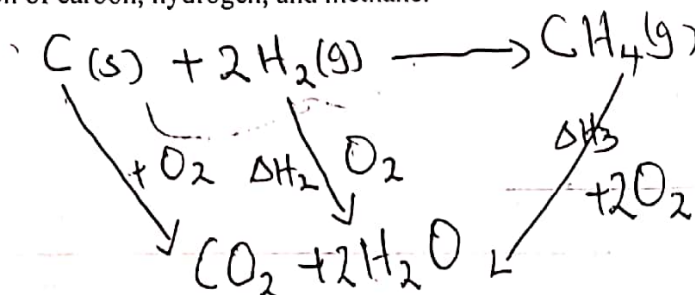 of carbon, hydrogen, and methane.
C (s) + 2H₂(g) ⟶ CH₄(g)
+ O₂ ΔH₂ O₂ ΔH₃ +2O₂
CO₂ + 2H₂O